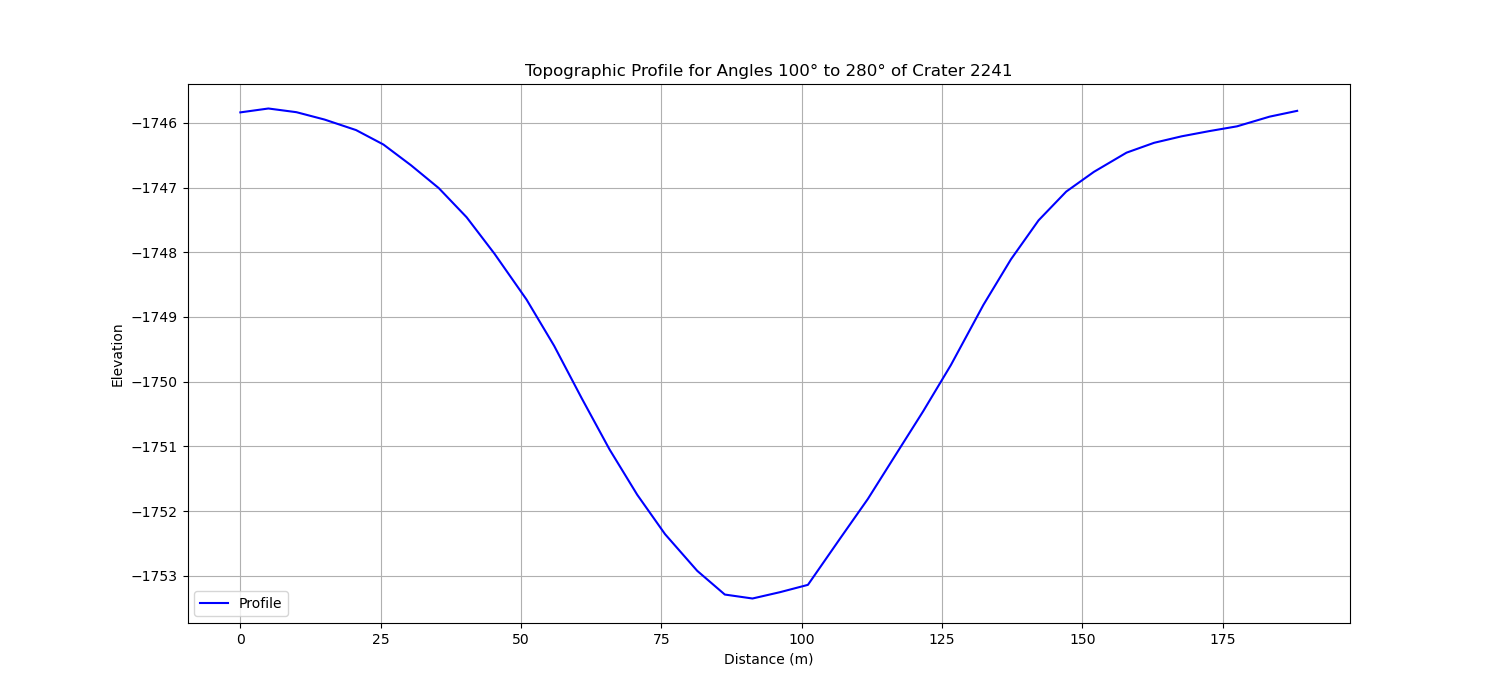 Topographic Profile for Angles 100° to 280° of Crater 2241
Elevation
−1746
−1747
−1748
−1749
−1750
−1751
−1752
−1753
Profile
0 25 50 75 100 125 150 175
Distance (m)